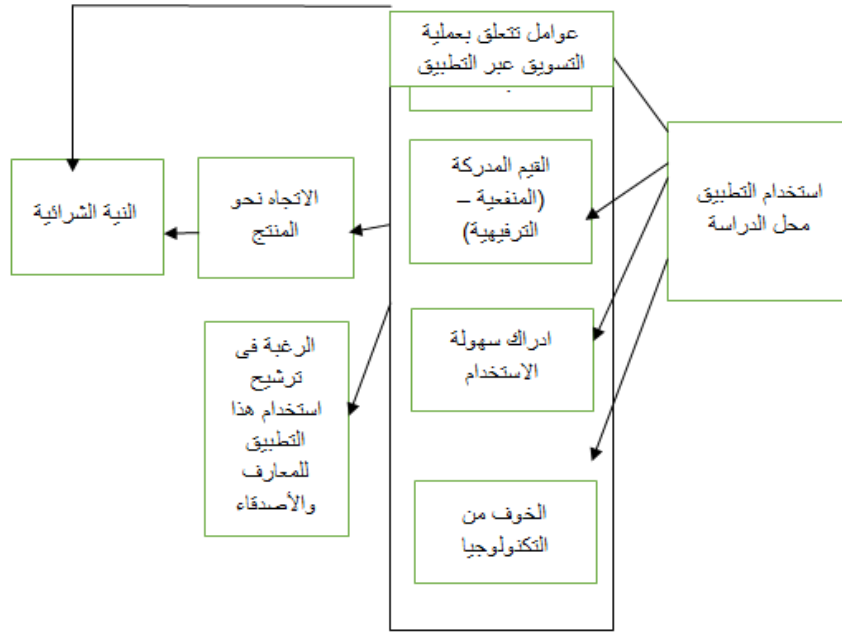 عوامل تتعلق بعملية
التسويق عبر التطبيق
استخدام التطبيق
محل الدراسة
القيم المدركة
(المنفعية –
الترفيهية)
ادراك سهولة
الاستخدام
الخوف من
التكنولوجيا
الاتجاه نحو
المنتج
الرغبة فى
ترشيح
استخدام هذا
التطبيق
للمعارف
والأصدقاء
النية الشرائية